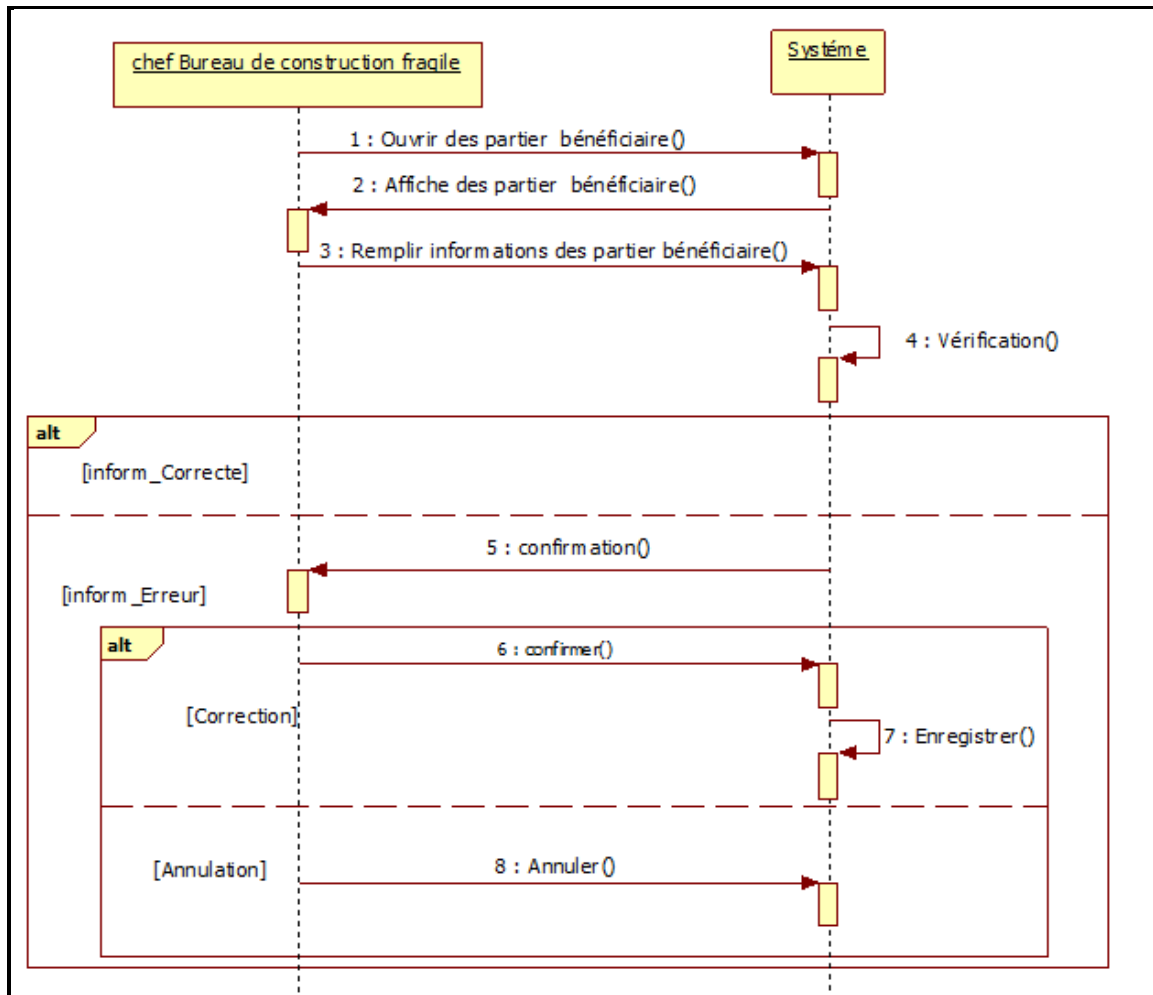 chef Bureau de construction fragile
Systéme
1 : Ouvrir des partier bénéficiaire()
2 : Affiche des partier bénéficiaire()
3 : Remplir informations des partier bénéficiaire()
4 : Vérification()
alt
[inform_Correcte]
5 : confirmation()
[inform_Erreur]
alt
6 : confirmer()
[Correction]
7 : Enregistrer()
[Annulation]
8 : Annuler()